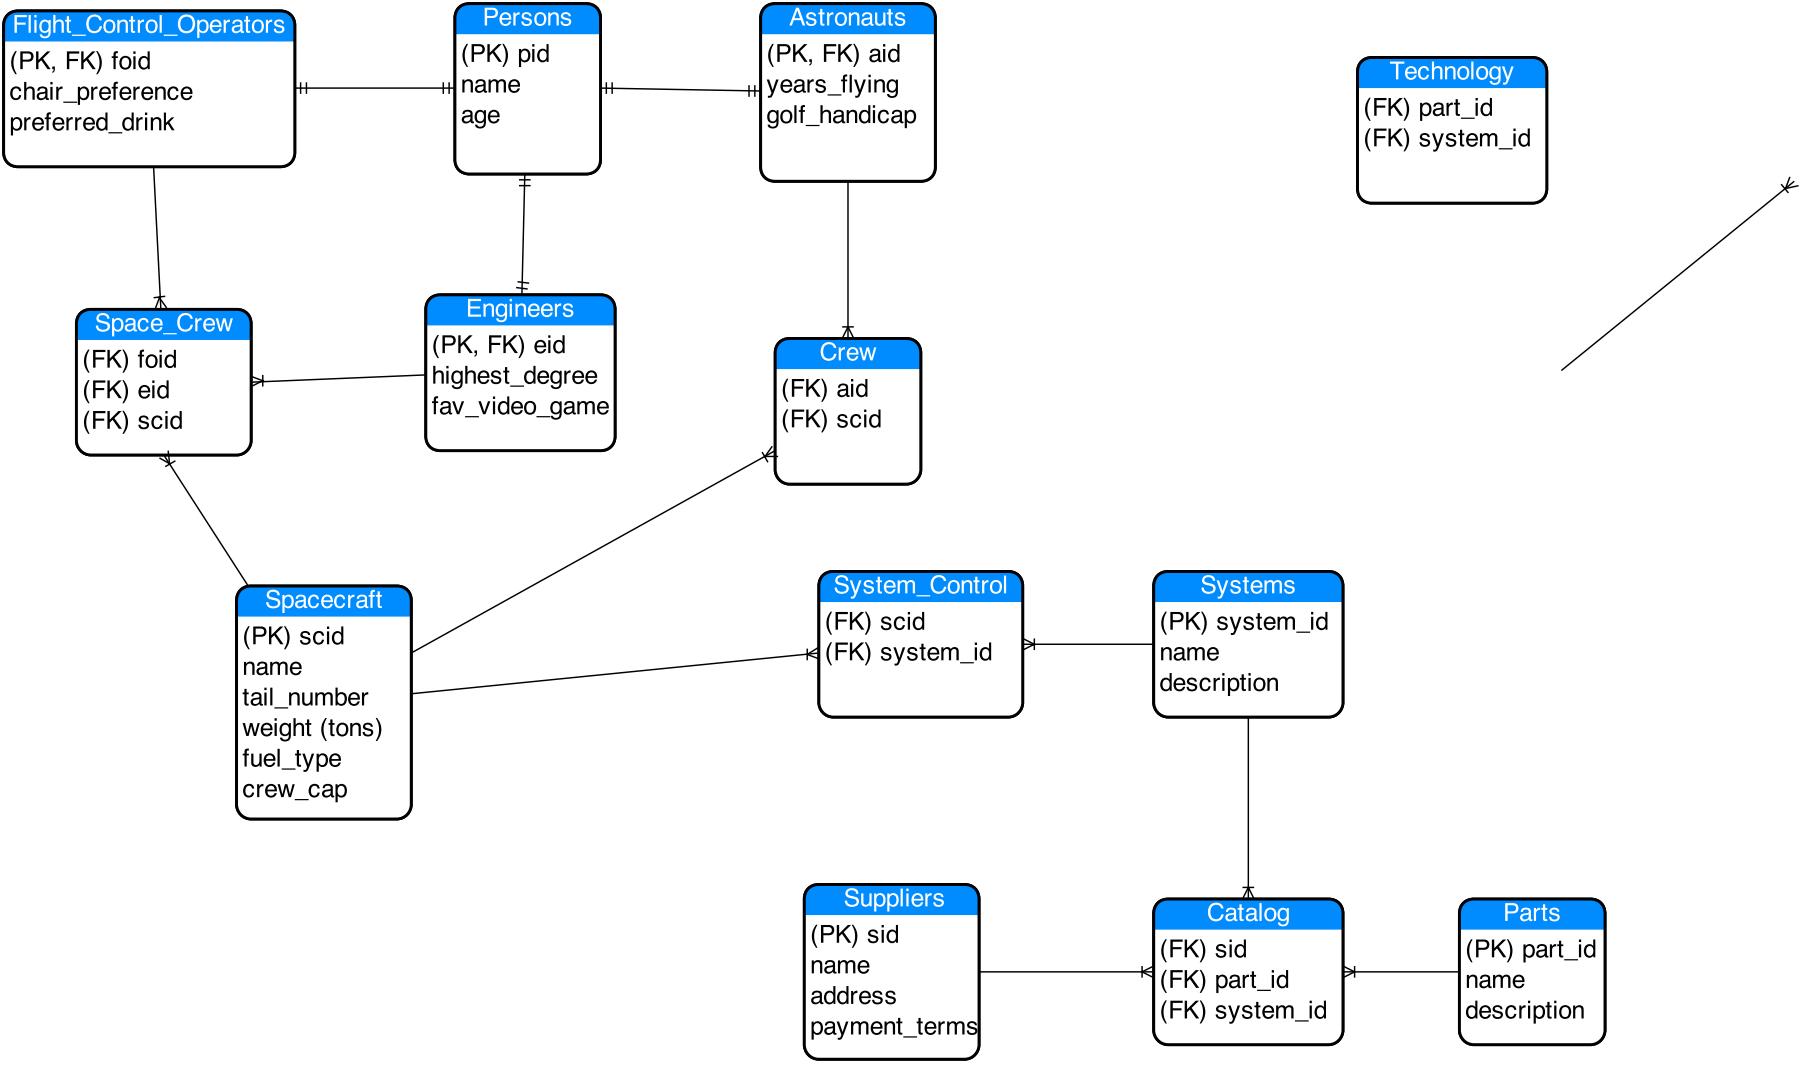 Flight_Control_Operators
(PK, FK) foid
chair_preference
preferred_drink
Persons
(PK) pid
name
age
Astronauts
(PK, FK) aid
years_flying
golf_handicap
Technology
(FK) part_id
(FK) system_id
Space_Crew
(FK) foid
(FK) eid
(FK) scid
Engineers
(PK, FK) eid
highest_degree
fav_video_game
Crew
(FK) aid
(FK) scid
Spacecraft
(PK) scid
name
tail_number
weight (tons)
fuel_type
crew_cap
System_Control
(FK) scid
(FK) system_id
Systems
(PK) system_id
name
description
Suppliers
(PK) sid
name
address
payment_terms
Catalog
(FK) sid
(FK) part_id
(FK) system_id
Parts
(PK) part_id
name
description